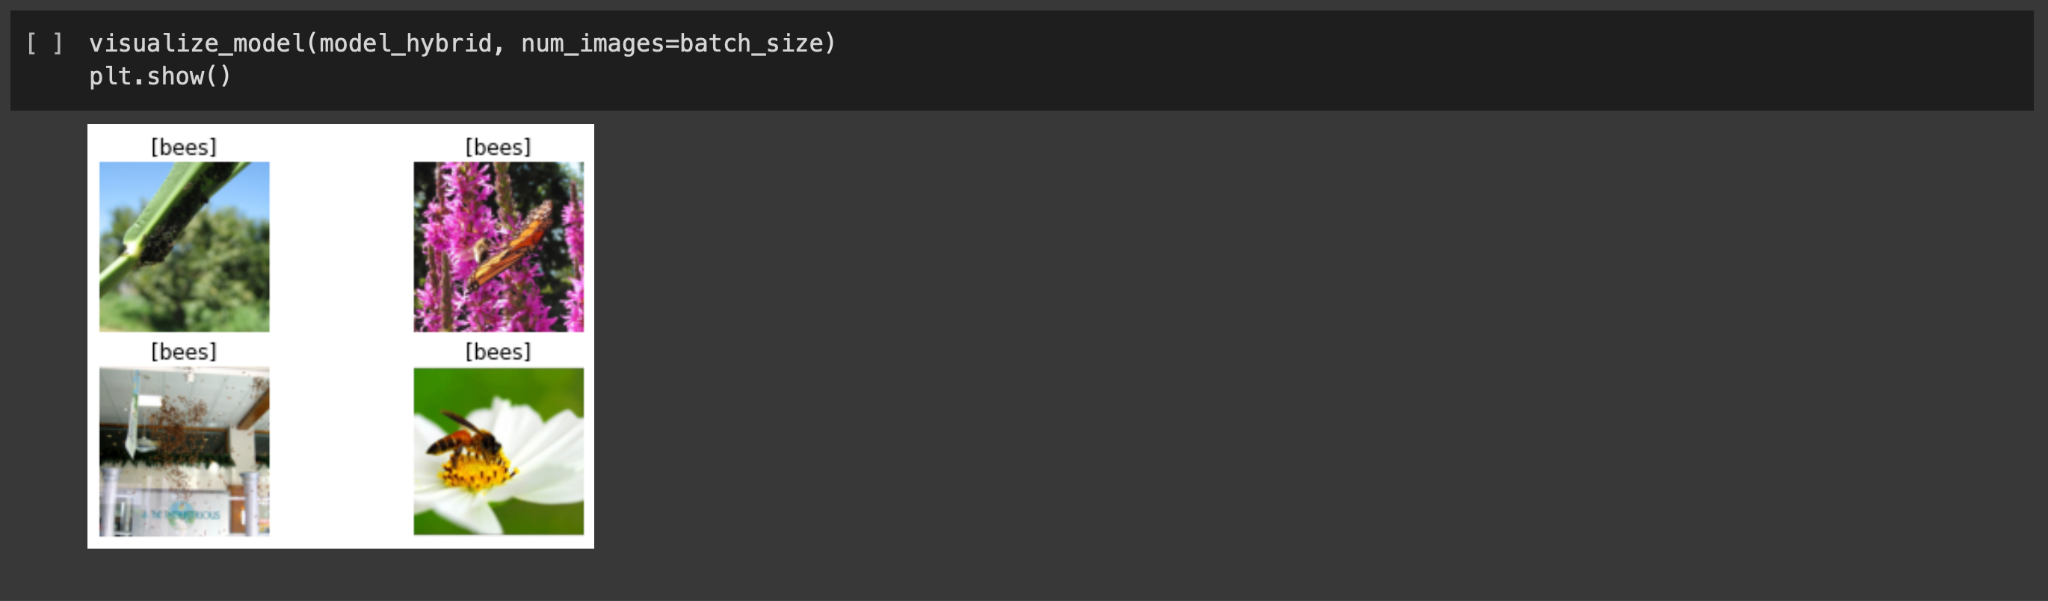 [ ] visualize_model(model_hybrid, num_images=batch_size)
plt.show()
[bees] [bees]
[bees] [bees]